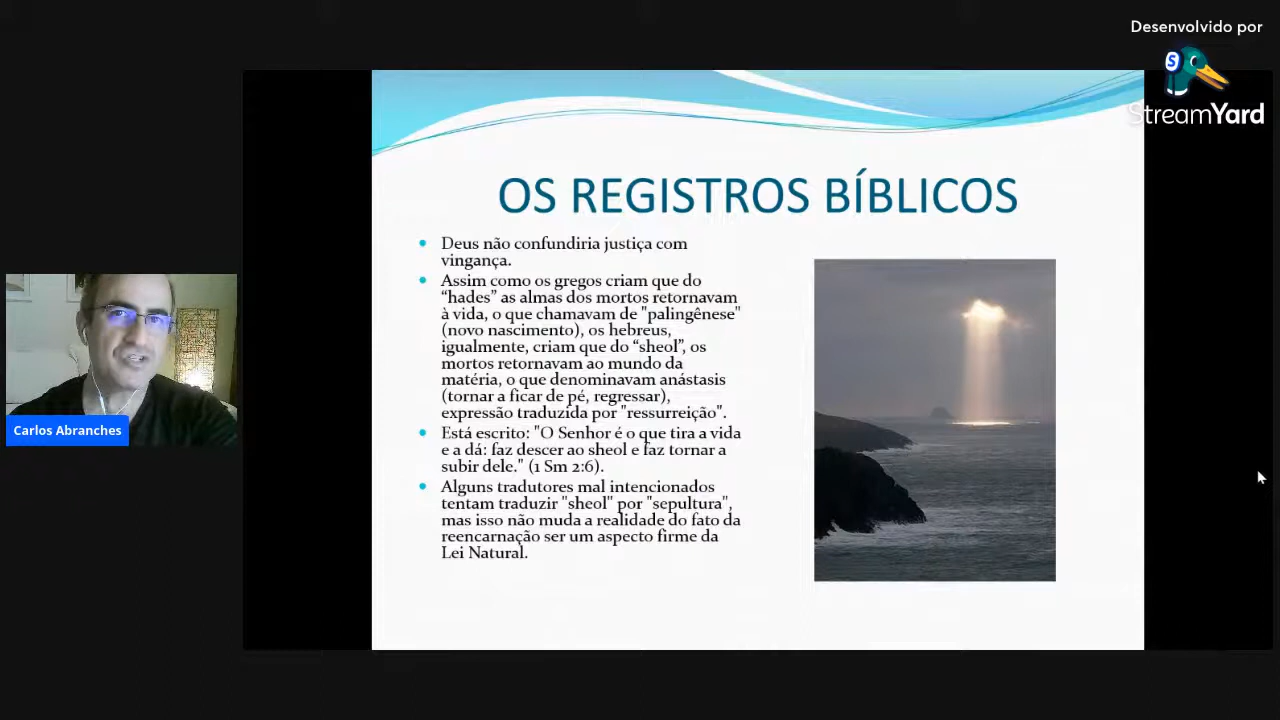 Desenvolvido por
StreamYard
OS REGISTROS BÍBLICOS
• Deus não confundiria justiça com
vingança.
• Assim como os gregos criam que do
“hades” as almas dos mortos retornavam
à vida, o que chamavam de "palingênese"
(novo nascimento), os hebreus,
igualmente, criam que do “sheol”, os
mortos retornavam ao mundo da
matéria, o que denominavam anástasis
(tornar a ficar de pé, regressar),
expressão traduzida por "ressurreição".
• Está escrito: "O Senhor é o que tira a vida
e a dá: faz descer ao sheol e faz tornar a
subir dele." (1 Sm 2:6).
• Alguns tradutores mal intencionados
tentam traduzir "sheol" por "sepultura",
mas isso não muda a realidade do fato da
reencarnação ser um aspecto firme da
Lei Natural.
Carlos Abranches